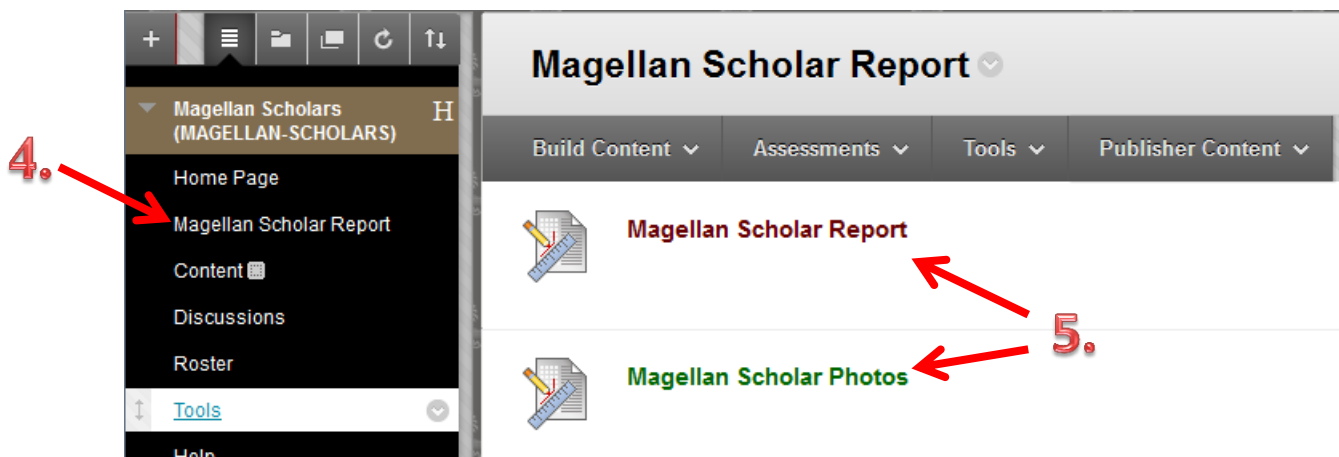 4.
Magellan Scholars
(MAGELLAN-SCHOLARS)
H
Home Page
Magellan Scholar Report
Content
Discussions
Roster
Tools
Help
Magellan Scholar Report
Build Content
Assessments
Tools
Publisher Content
Magellan Scholar Report
5.
Magellan Scholar Photos